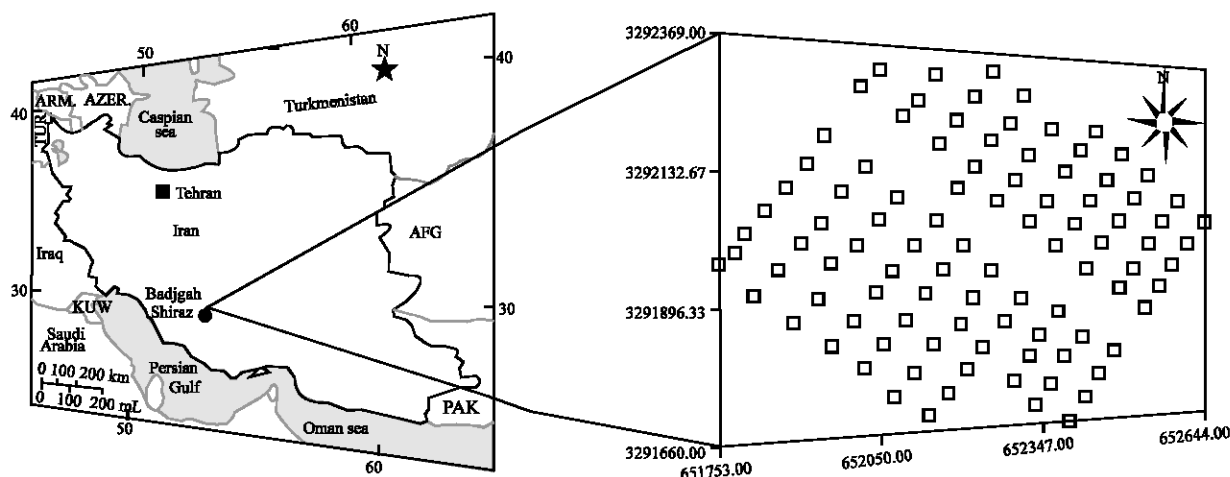 60
50
N
40
ARM.
AZER.
Turkmenistan
40
TUR.
Caspian
sea
Tehran
Iran
AFG
Iraq
30
KUW
Badjgah
Shiraz
30
Saudi
Arabia
0 100 200 km
0 100 200 mL
Persian
Gulf
PAK
Oman sea
50
60
3292369.00
N
3292132.67
3291896.33
3291660.00
651753.00
652050.00
652347.00
652644.00